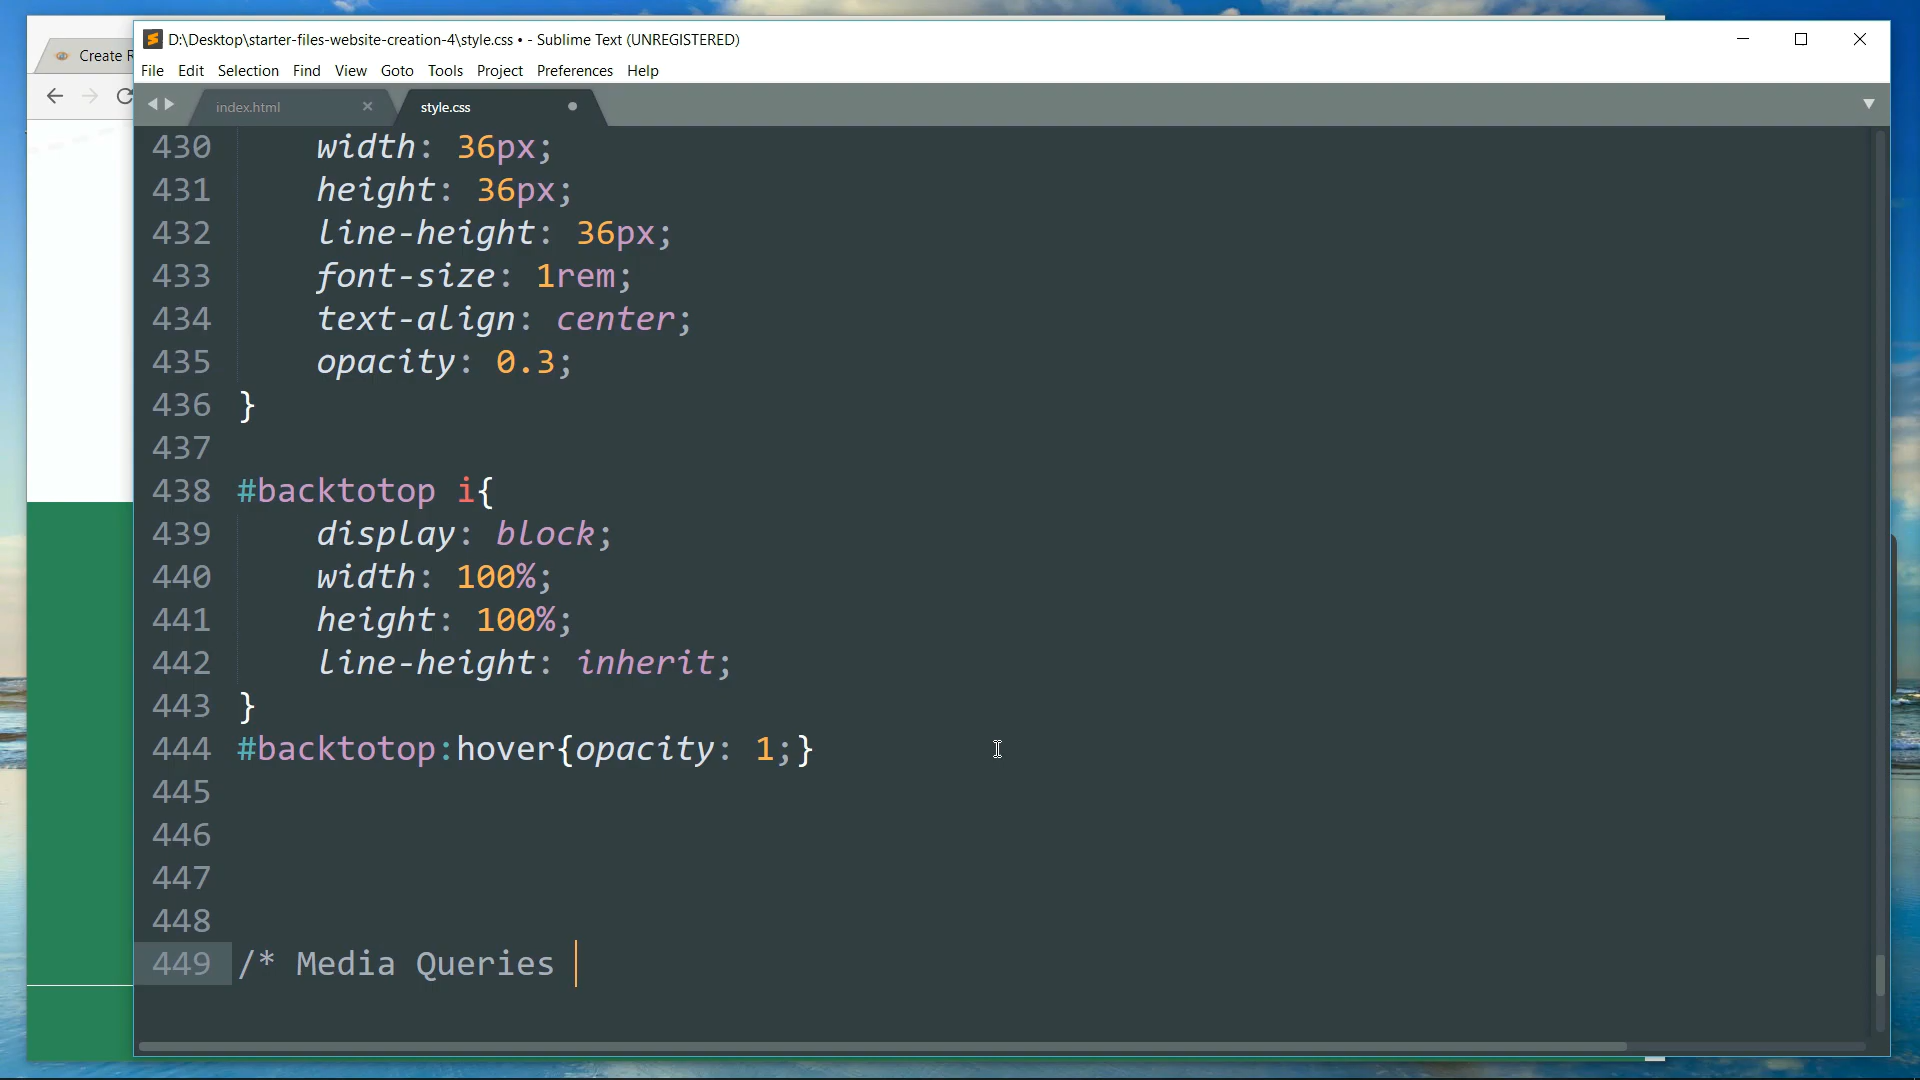 Create R
D:\Desktop\starter-files-website-creation-4\style.css • - Sublime Text (UNREGISTERED)
File Edit Selection Find View Goto Tools Project Preferences Help
index.html style.css
430 width: 36px;
431 height: 36px;
432 line-height: 36px;
433 font-size: 1rem;
434 text-align: center;
435 opacity: 0.3;
436 }
437
438 #backtotop i{
439 display: block;
440 width: 100%;
441 height: 100%;
442 line-height: inherit;
443 }
444 #backtotop:hover{opacity: 1;}
445
446
447
448
449 /* Media Queries